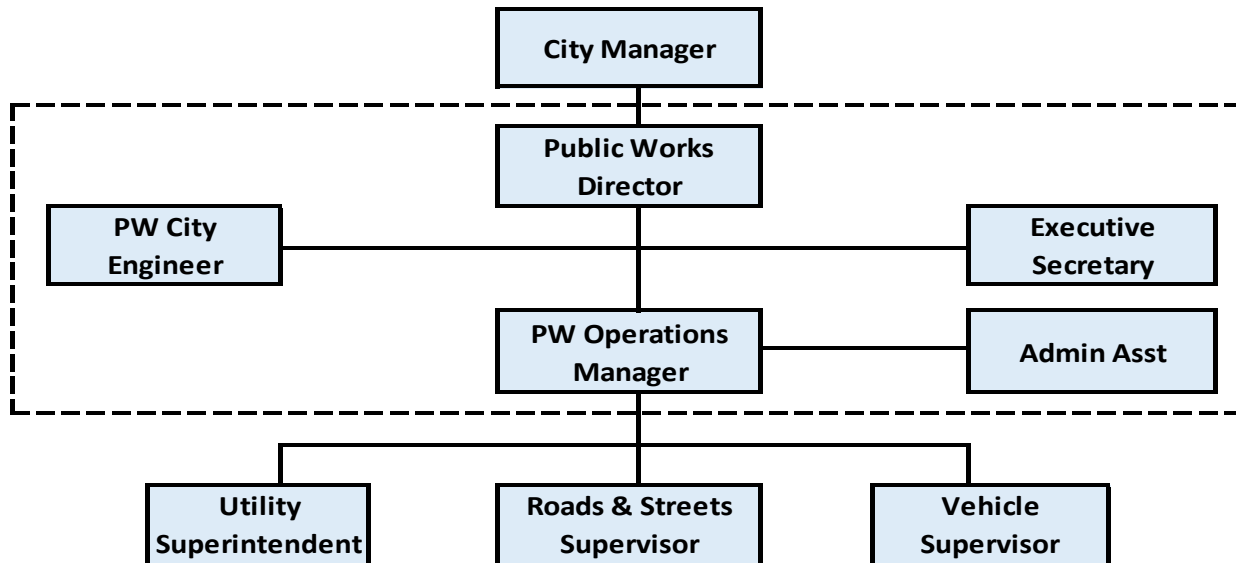 City Manager
Public Works
Director
PW City
Engineer
Executive
Secretary
PW Operations
Manager
Admin Asst
Utility
Superintendent
Roads & Streets
Supervisor
Vehicle
Supervisor